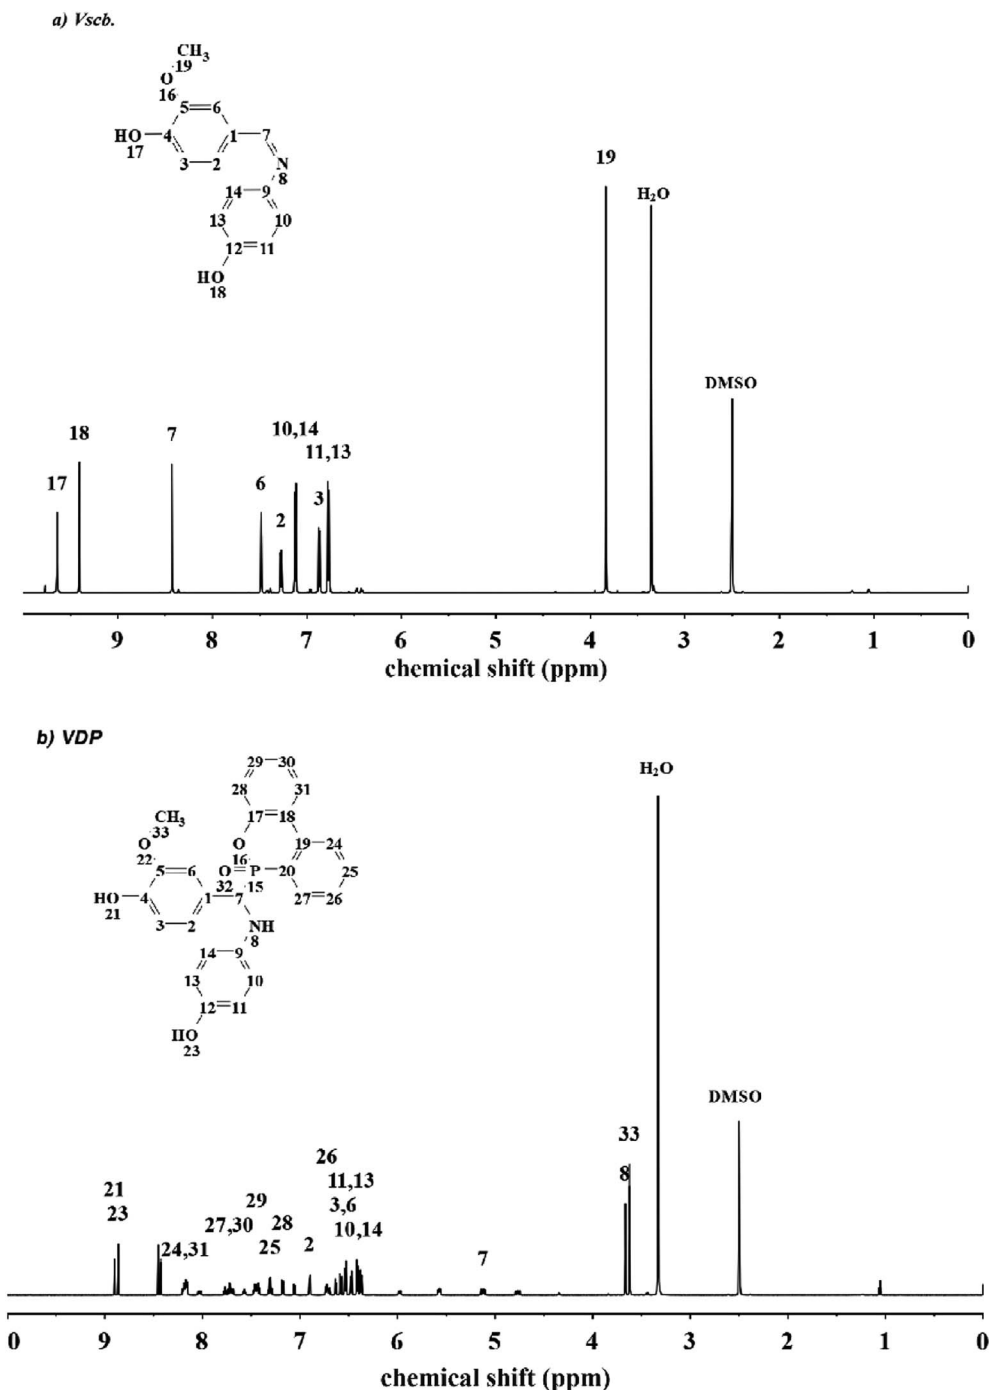 a) Vscb.
CH3
19
O
16
5 6
HO 4 1 7
17
3 2 N
8
14 9
13 10
12 11
HO
18
19
H2O
DMSO
10,14
18 7 11,13
17 6 3
2
9 8 7 6 5 4 3 2 1 0
chemical shift (ppm)
b) VDP
29 30
28 31
17 18
CH3
33
O 19 24
O
22 16
5 6 O P 20 25
32 15
HO 4 1 7 27 26
21
3 2 NH
8
14 9
13 10
12 11
HO
23
H2O
DMSO
33
26
8
11,13
21 29 3,6
23 27,30 28 10,14
24,31 25 2 7
0 9 8 7 6 5 4 3 2 1 0
chemical shift (ppm)